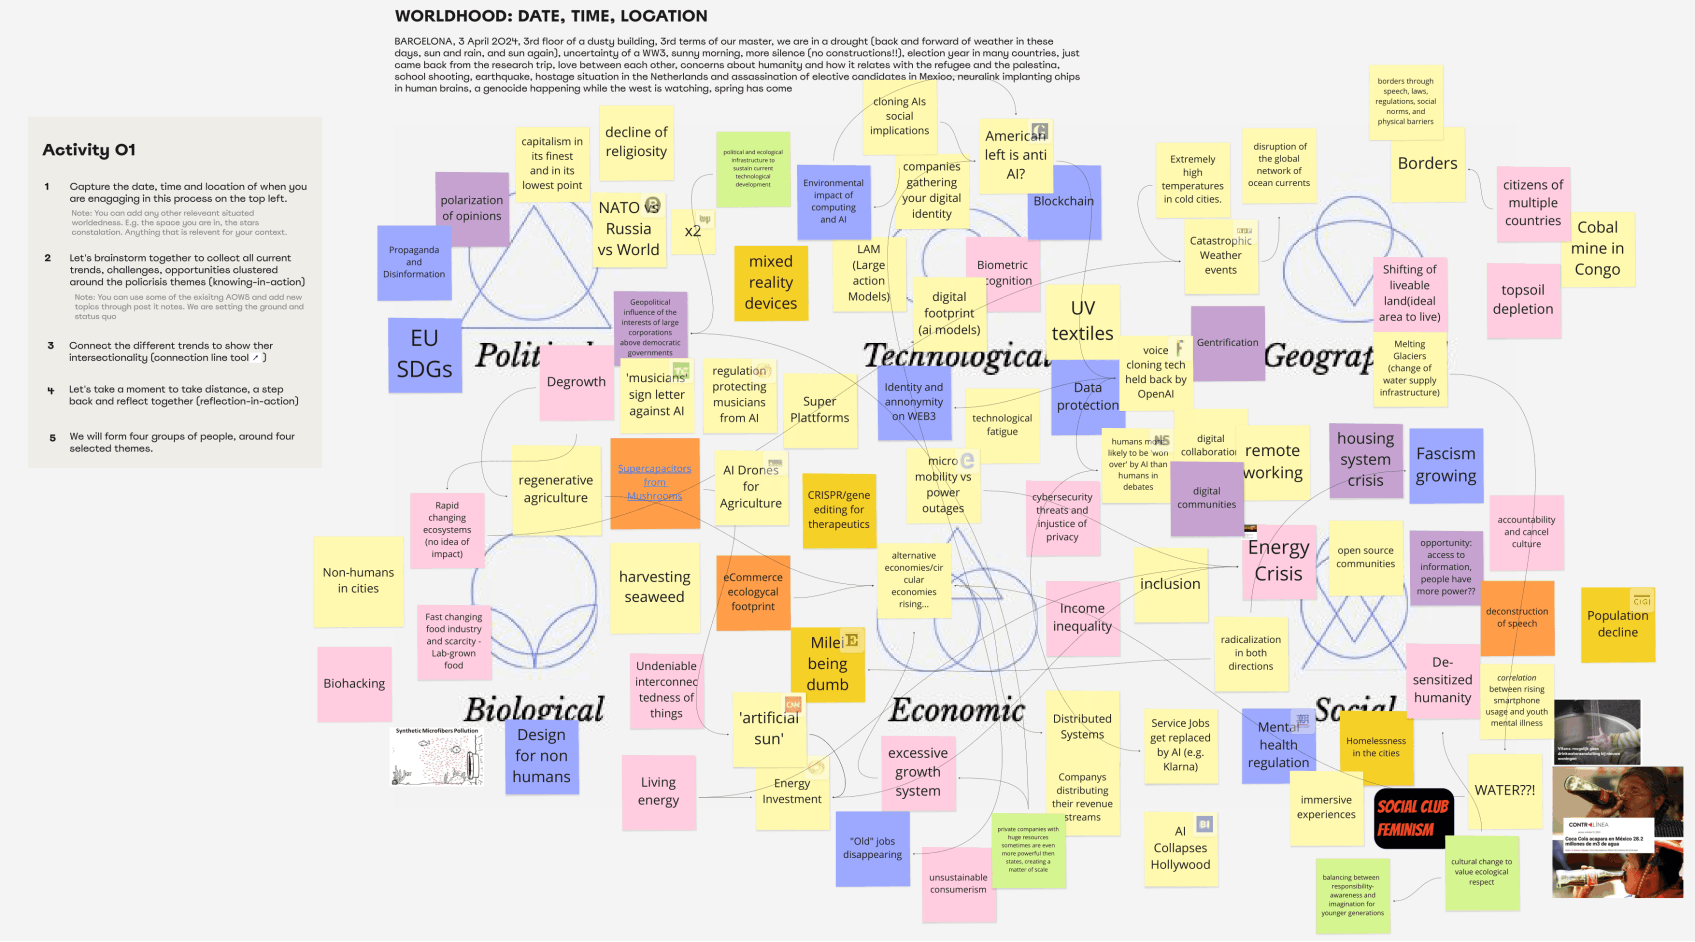 WORLDHOOD: DATE, TIME, LOCATION
BARCELONA, 3 April 2024, 3rd floor of a dusty building, 3rd terms of our master, we are in a drought (back and forward of weather in these
days, sun and rain, and sun again), uncertainty of a WW3, sunny morning, more silence (no constructions!!), election year in many countries, just
came back from the research trip, love between each other, concerns about humanity and how it relates with the refugee and the palestina,
school shooting, earthquake, hostage situation in the Netherlands and assassination of elective candidates in Mexico, neuralink implanting chips
in human brains, a genocide happening while the west is watching, spring has come
Activity 01
1 Capture the date, time and location of when you
are enagaging in this process on the top left.
Note: You can add any other relevant situated
worldedness. E.g. the space you are in, the stars
constalation. Anything that is relevant for your context.
2 Let's brainstorm together to collect all current
trends, challenges, opportunities clustered
around the policrisis themes (knowing-in-action)
Note: You can use some of the exisitng AOWS and add new
topics through post it notes. We are setting the ground and
status quo
3 Connect the different trends to show ther
intersectionality (connection line tool ↗ )
4 Let's take a moment to take distance, a step
back and reflect together (reflection-in-action)
5 We will form four groups of people, around four
selected themes.
capitalism in
its finest
and in its
lowest point
decline of
religiosity
political and ecological
infrastructure to
sustain current
technological
development
polarization
of opinions
Propaganda
and
Disinformation
NATO vs
Russia
vs World
x2
EU
SDGs
Geopolitical
influence of the
interests of large
corporations
above democratic
governments
Degrowth
'musicians'
sign letter
against AI
regulation
protecting
musicians
from AI
Super
Plattforms
cloning AIs
social
implications
American
left is anti
AI?
Environmental
impact of
computing
and AI
companies
gathering
your digital
identity
Blockchain
mixed
reality
devices
LAM
(Large
action
Models)
Biometric
digital
footprint
(ai models)
UV
textiles
Technological
Identity and
annonymity
on WEB3
technological
fatigue
Data
protection
voice
cloning tech
held back by
OpenAI
Gentrification
borders through
speech, laws,
regulations, social
norms, and
physical barriers
Extremely
high
temperatures
in cold cities.
disruption of
the global
network of
ocean currents
Borders
citizens of
multiple
countries
Cobal
mine in
Congo
Catastrophic
Weather
events
Shifting of
liveable
land(ideal
area to live)
topsoil
depletion
Melting
Glaciers
(change of
water supply
infrastructure)
regenerative
agriculture
Supercapacitors
from
Mushrooms
AI Drones
for
Agriculture
CRISPR/gene
editing for
therapeutics
Rapid
changing
ecosystems
(no idea of
impact)
Non-humans
in cities
harvesting
seaweed
eCommerce
ecologycal
footprint
Fast changing
food industry
and scarcity -
Lab-grown
food
Biohacking
Biological
Synthetic Microfibers Pollution
Design
for non
humans
Undeniable
interconnec
tedness of
things
Living
energy
micro
mobility vs
power
outages
alternative
economies/cir
cular
economies
rising...
Milei
being
dumb
Economic
'artificial
sun'
CNN
Energy
Investment
excessive
growth
system
"Old" jobs
disappearing
unsustainable
consumerism
private companies with
huge resources
sometimes are even
more powerful then
states, creating a
matter of scale
Distributed
Systems
Companys
distributing
their revenue
streams
Service Jobs
get replaced
by AI (e.g.
Klarna)
AI
Collapes
Hollywood
BI
Income
inequality
inclusion
cybersecurity
threats and
injustice of
privacy
humans more
likely to be 'won
over' by AI than
humans in
debates
NS
digital
collaboration
remote
working
digital
communities
housing
system
crisis
Fascism
growing
Energy
Crisis
open source
communities
opportunity:
access to
information,
people have
more power??
accountability
and cancel
culture
deconstruction
of speech
Population
decline
CIGI
radicalization
in both
directions
De-
sensitized
humanity
correlation
between rising
smartphone
usage and youth
mental illness
Social
Mental
health
regulation
Homelessness
in the cities
immersive
experiences
SOCIAL CLUB
FEMINISM
WATER??!
balancing between
responsibility-
awareness and
imagination for
younger generations
cultural change to
value ecological
respect
CONTRALÍNEA
Coca Cola acapara en México 28.2
millones de m3 de agua